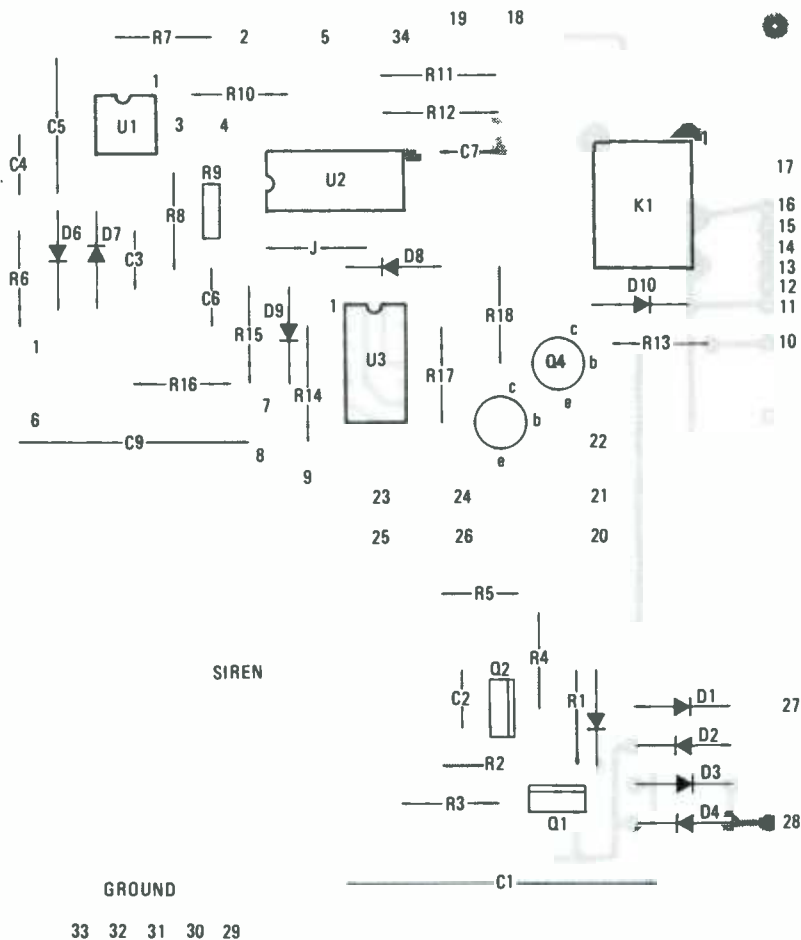 19 18
R7 2 5 34
R11
1
R10
R12
C5 U1 3 4
1
C7
C4
R9 U2
17
R8 K1 16
15
D6 D7
14
C3 J D8
13
R6
D10 12
C6
1 D9 R18 11
R15
c
1 R13 10
U3 Q4 b
R17
R16 R14 c
7 e
6 b
C9 22
8 e
9
23 24 21
25 26 20
R5
R4
SIREN Q2
C2 R1 D1 27
D2
R2
D3
R3
D4 28
Q1
C1
GROUND
33 32 31 30 29